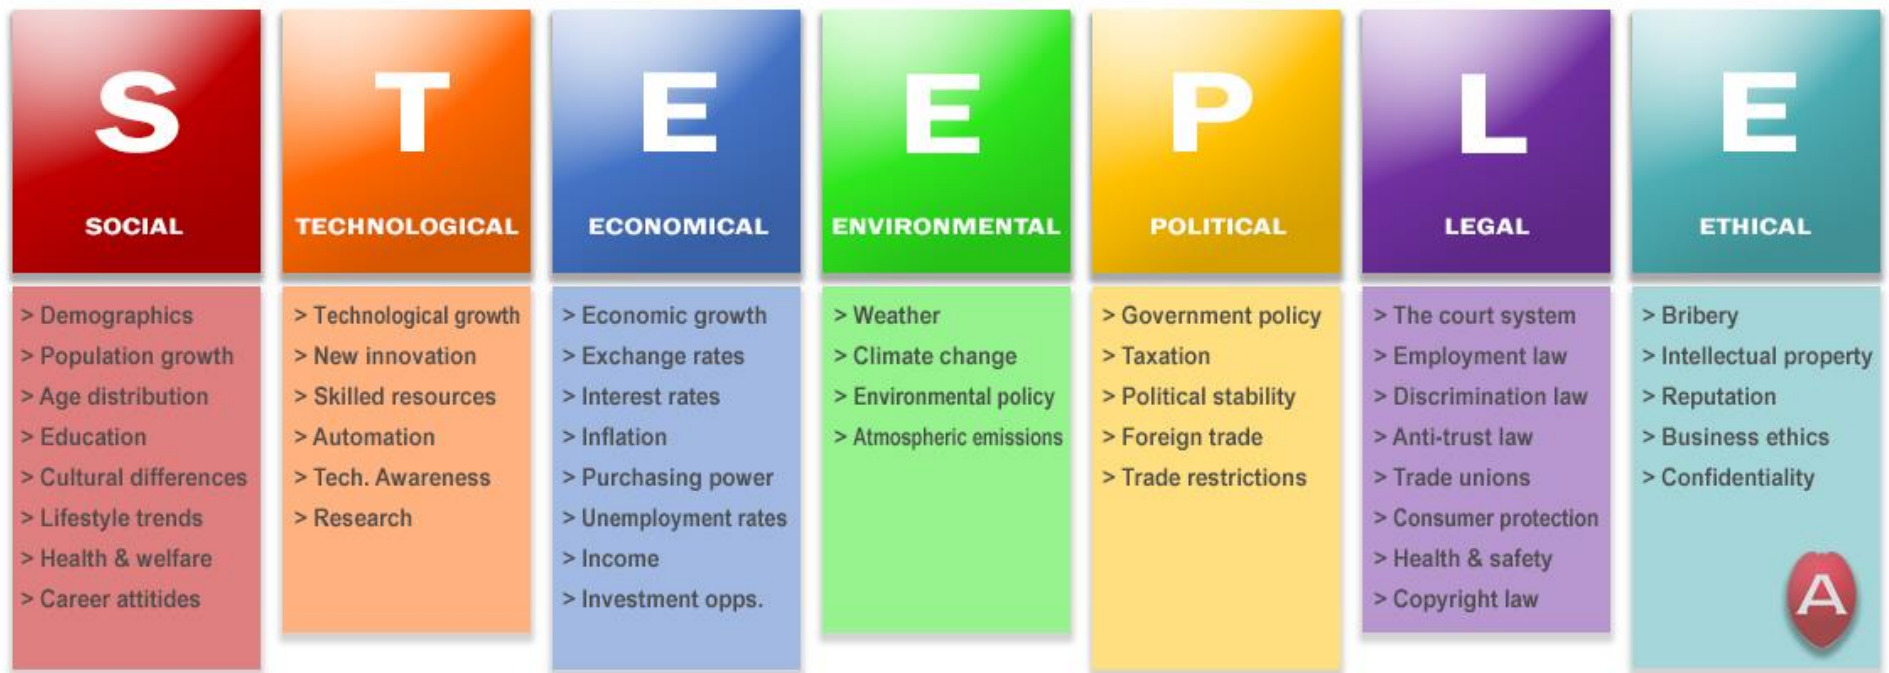 S
SOCIAL
> Demographics
> Population growth
> Age distribution
> Education
> Cultural differences
> Lifestyle trends
> Health & welfare
> Career attitides
T
TECHNOLOGICAL
> Technological growth
> New innovation
> Skilled resources
> Automation
> Tech. Awareness
> Research
E
ECONOMICAL
> Economic growth
> Exchange rates
> Interest rates
> Inflation
> Purchasing power
> Unemployment rates
> Income
> Investment opps.
E
ENVIRONMENTAL
> Weather
> Climate change
> Environmental policy
> Atmospheric emissions
P
POLITICAL
> Government policy
> Taxation
> Political stability
> Foreign trade
> Trade restrictions
L
LEGAL
> The court system
> Employment law
> Discrimination law
> Anti-trust law
> Trade unions
> Consumer protection
> Health & safety
> Copyright law
E
ETHICAL
> Bribery
> Intellectual property
> Reputation
> Business ethics
> Confidentiality
A